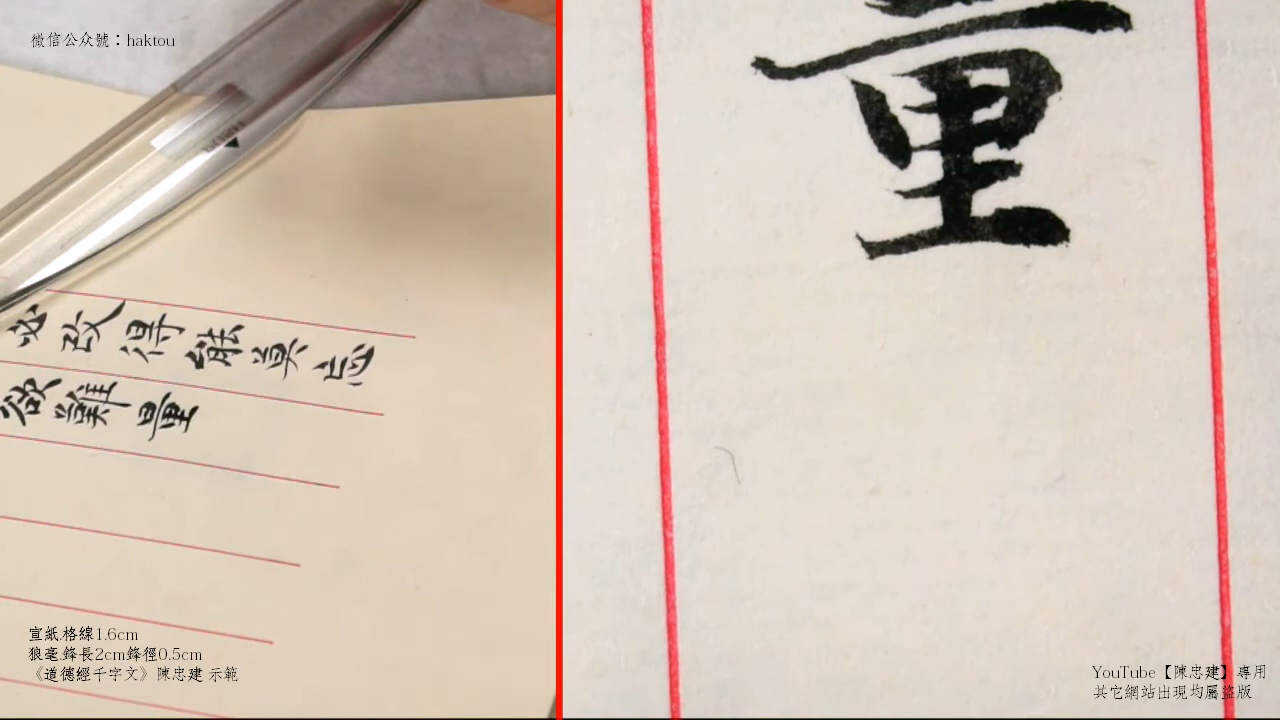 微信公众號：haktou
必改得能莫忘
欲難量
量
宣紙格線1.6cm
狼毫,鋒長2cm鋒徑0.5cm
《道德經千字文》陳忠建 示範
YouTube【陳忠建】專用
其它網站出現均屬盜版